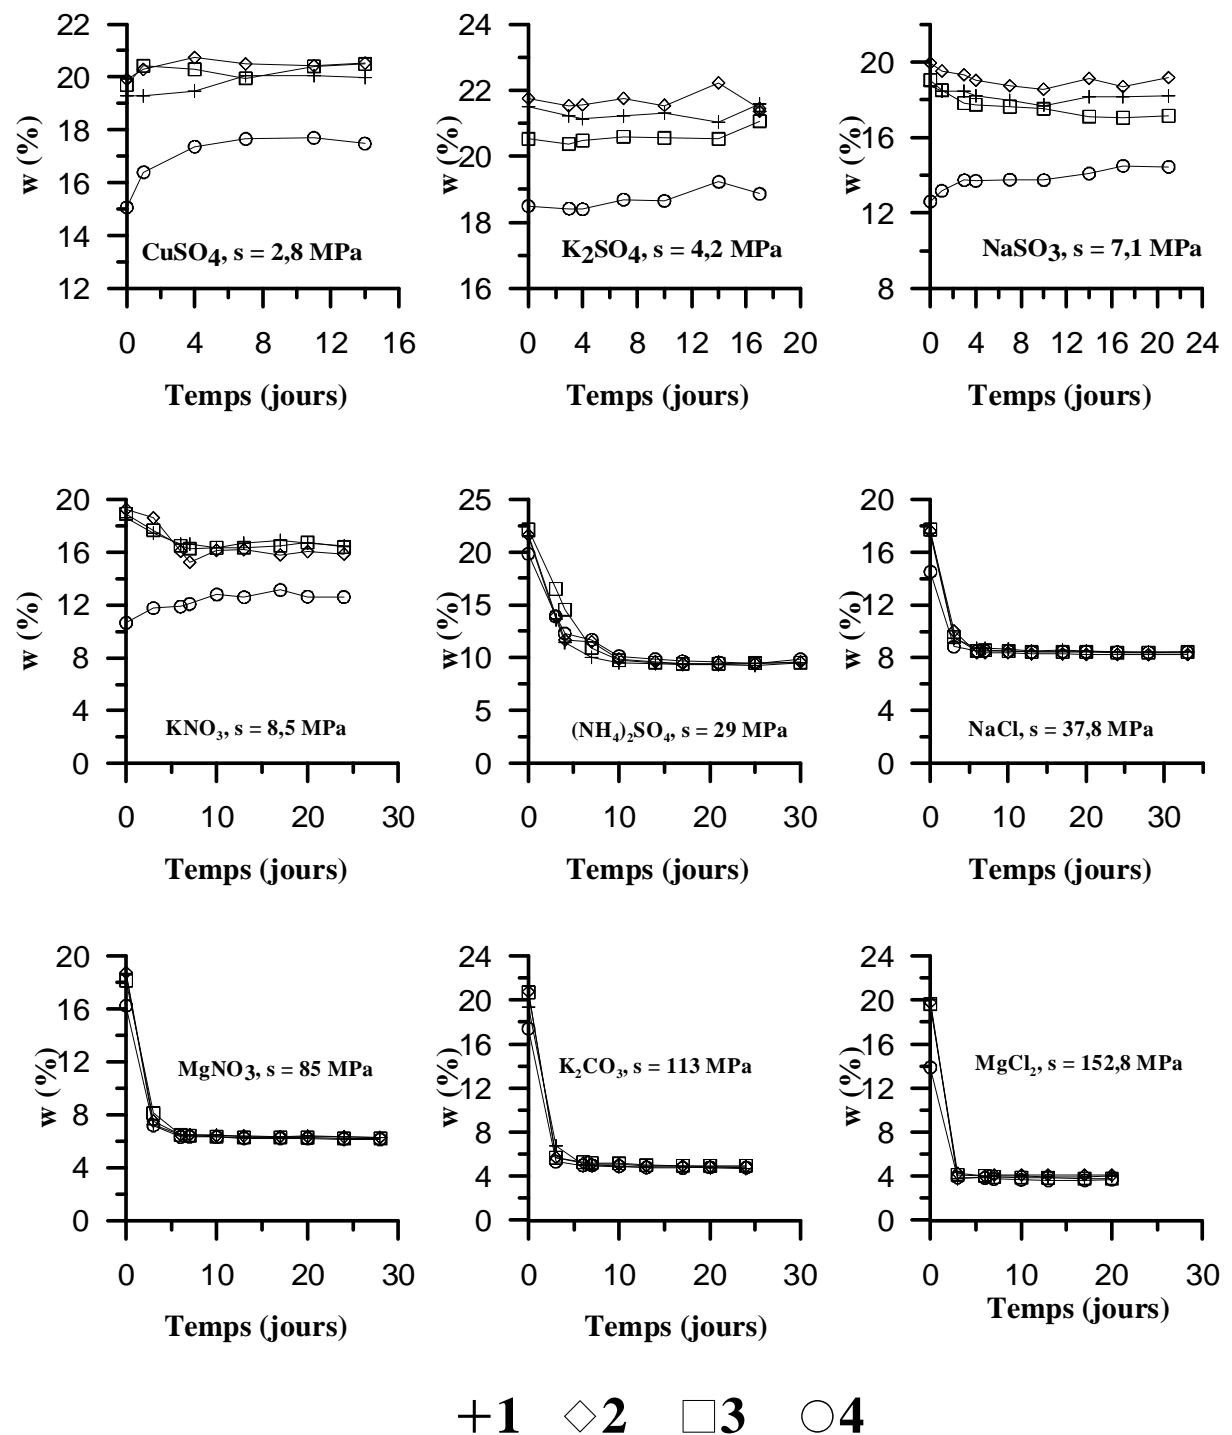 22
20
18
16
14
12
w (%)
CuSO4, s = 2,8 MPa
0 4 8 12 16
Temps (jours)
24
22
20
18
16
w (%)
K2SO4, s = 4,2 MPa
0 4 8 12 16 20
Temps (jours)
20
16
12
8
w (%)
NaSO3, s = 7,1 MPa
0 4 8 12 16 20 24
Temps (jours)
20
16
12
8
4
0
w (%)
KNO₃, s = 8,5 MPa
0 10 20 30
Temps (jours)
25
20
15
10
5
0
w (%)
(NH₄)₂SO₄, s = 29 MPa
0 10 20 30
Temps (jours)
20
16
12
8
4
0
w (%)
NaCl, s = 37,8 MPa
0 10 20 30
Temps (jours)
20
16
12
8
4
0
w (%)
MgNO3, s = 85 MPa
0 10 20 30
Temps (jours)
24
20
16
12
8
4
0
w (%)
K₂CO₃, s = 113 MPa
0 10 20 30
Temps (jours)
24
20
16
12
8
4
0
w (%)
MgCl₂, s = 152,8 MPa
0 10 20 30
Temps (jours)
1 2 3 4